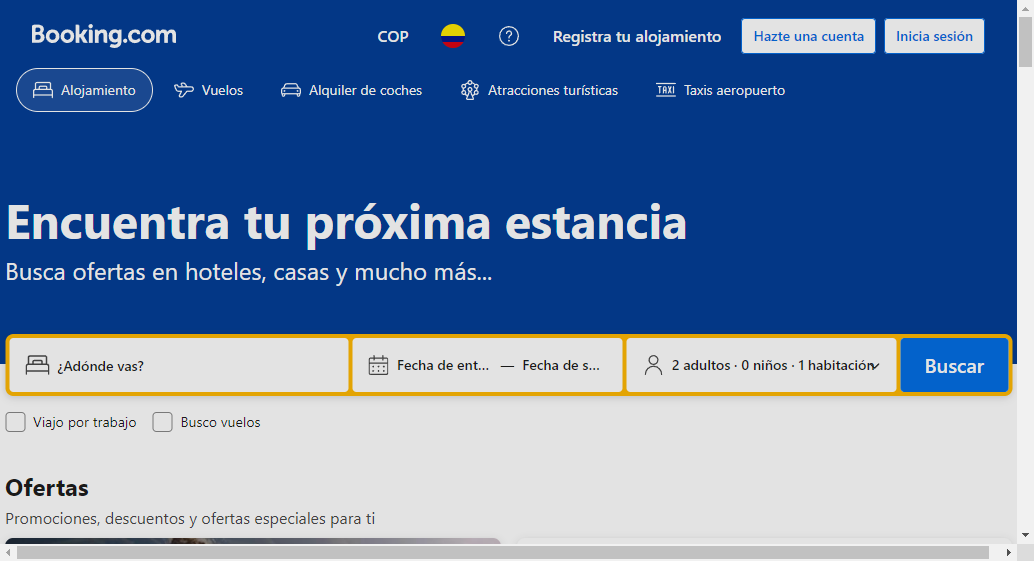 Booking.com
COP
Registra tu alojamiento
Hazte una cuenta
Inicia sesión
Alojamiento
Vuelos
Alquiler de coches
Atracciones turísticas
TAXI
Taxis aeropuerto
Encuentra tu próxima estancia
Busca ofertas en hoteles, casas y mucho más...
¿Adónde vas?
Fecha de ent... — Fecha de s...
2 adultos · 0 niños · 1 habitación
Buscar
Viajo por trabajo
Busco vuelos
Ofertas
Promociones, descuentos y ofertas especiales para ti